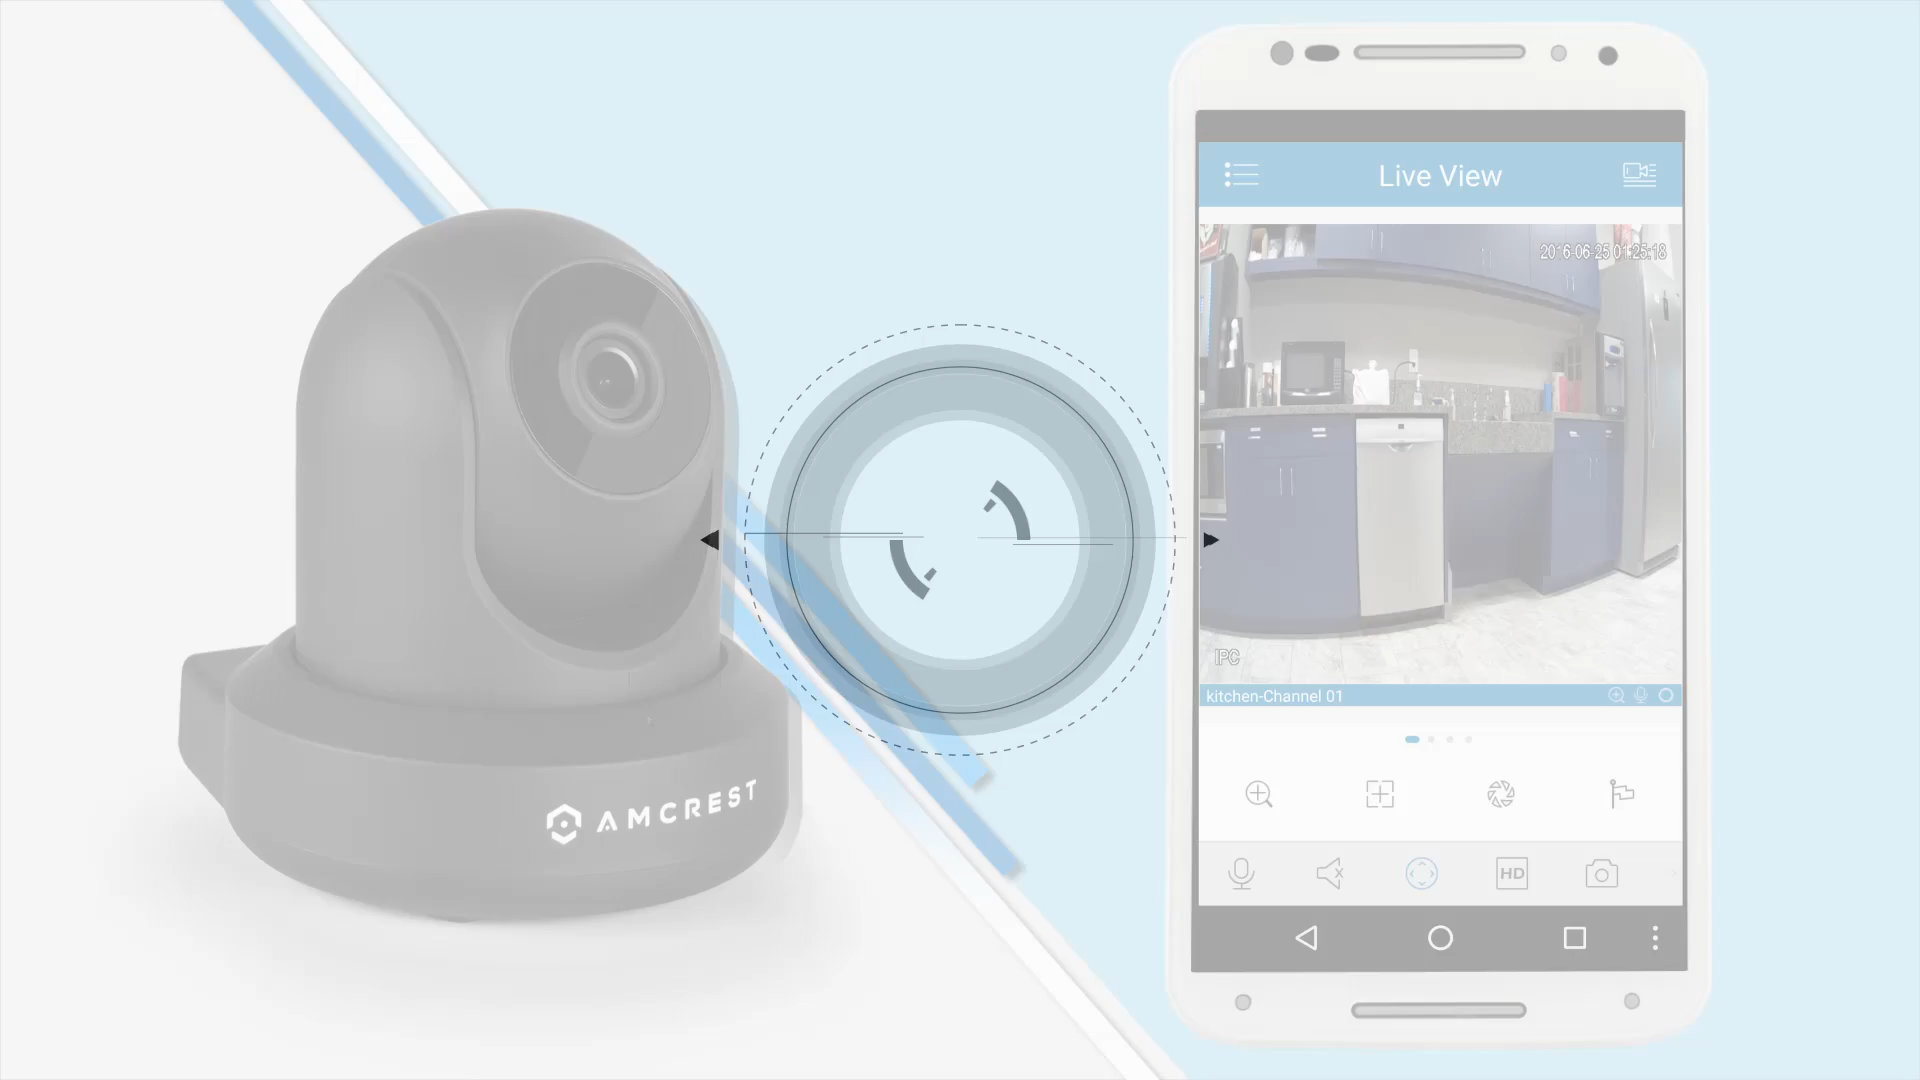 Live View
2016-06-25 01:25:18
IPC
kitchen-Channel 01
HD
AMCREST